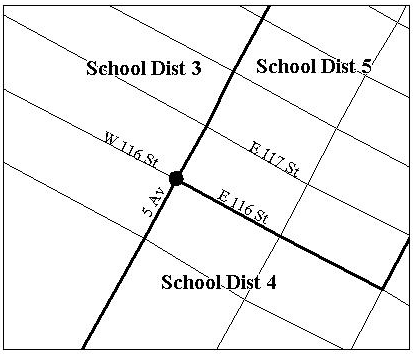 School Dist 3
School Dist 5
W 116 St
E 117 St
5 Av
E 116 St
School Dist 4